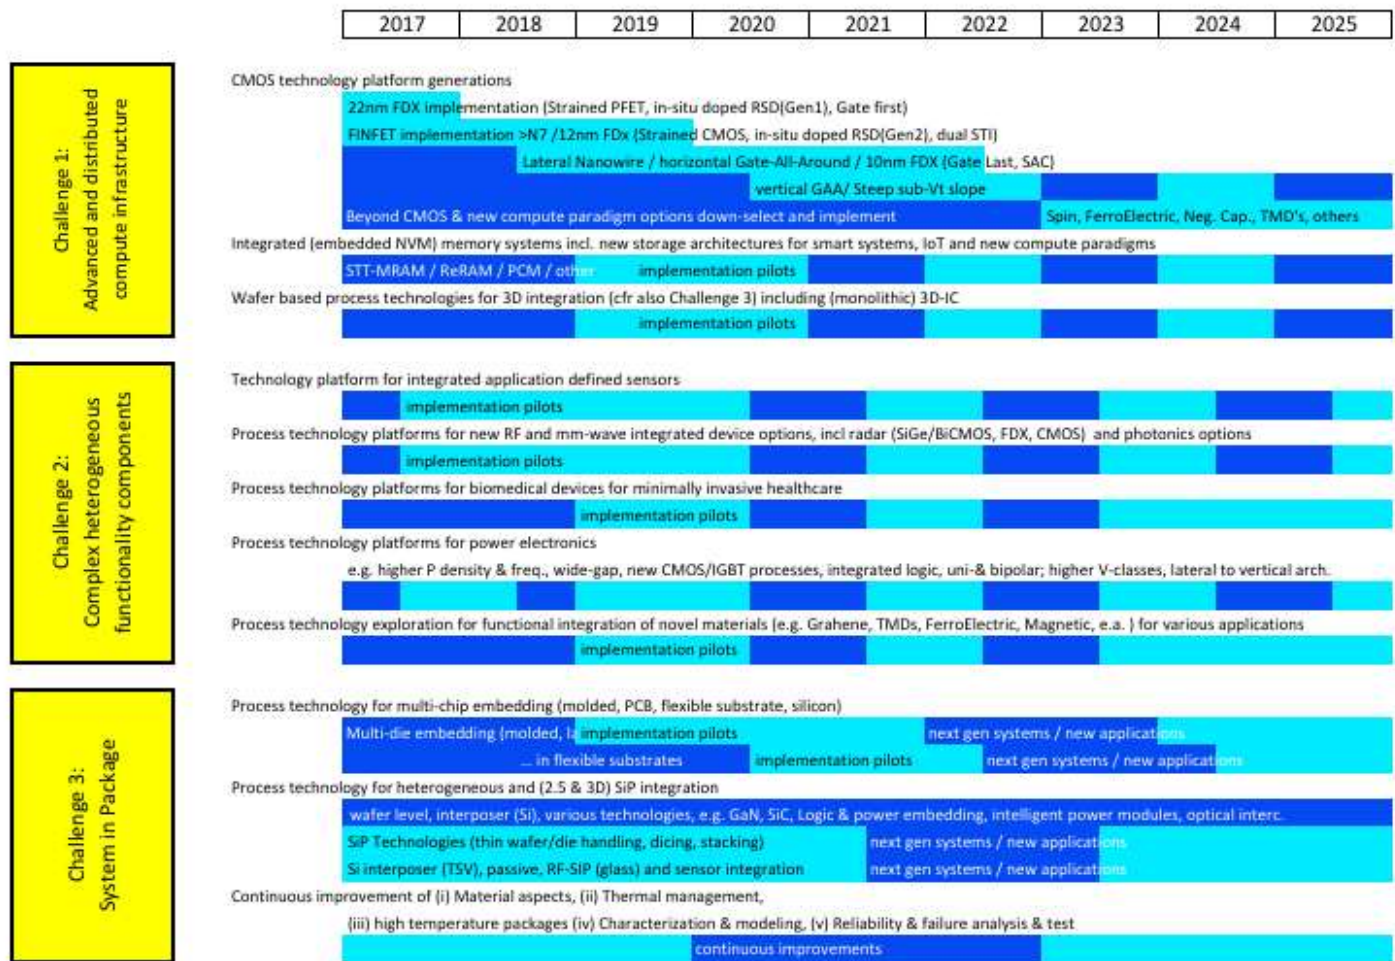 2017 2018 2019 2020 2021 2022 2023 2024 2025
Challenge 1:
Advanced and distributed
compute infrastructure
CMOS technology platform generations
22nm FDX implementation (Strained PFET, in-situ doped RSD(Gen1), Gate first)
FINFET implementation >N7 /12nm FDx (Strained CMOS, in-situ doped RSD(Gen2), dual STI)
Lateral Nanowire / horizontal Gate-All-Around / 10nm FDX (Gate Last, SAC)
vertical GAA/ Steep sub-Vt slope
Beyond CMOS & new compute paradigm options down-select and implement Spin, FerroElectric, Neg. Cap., TMD's, others
Integrated (embedded NVM) memory systems incl. new storage architectures for smart systems, IoT and new compute paradigms
STT-MRAM / ReRAM / PCM / other implementation pilots
Wafer based process technologies for 3D integration (cfr also Challenge 3) including (monolithic) 3D-IC
implementation pilots
Challenge 2:
Complex heterogeneous
functionality components
Technology platform for integrated application defined sensors
implementation pilots
Process technology platforms for new RF and mm-wave integrated device options, incl radar (SiGe/BiCMOS, FDX, CMOS) and photonics options
implementation pilots
Process technology platforms for biomedical devices for minimally invasive healthcare
implementation pilots
Process technology platforms for power electronics
e.g. higher P density & freq., wide-gap, new CMOS/IGBT processes, integrated logic, uni-& bipolar; higher V-classes, lateral to vertical arch.
Process technology exploration for functional integration of novel materials (e.g. Grahene, TMDs, FerroElectric, Magnetic, e.a. ) for various applications
implementation pilots
Challenge 3:
System in Package
Process technology for multi-chip embedding (molded, PCB, flexible substrate, silicon)
Multi-die embedding (molded, la implementation pilots next gen systems / new applications
... in flexible substrates implementation pilots next gen systems / new applications
Process technology for heterogeneous and (2.5 & 3D) SiP integration
wafer level, interposer (Si), various technologies, e.g. GaN, SiC, Logic & power embedding, intelligent power modules, optical interc.
SiP Technologies (thin wafer/die handling, dicing, stacking) next gen systems / new applications
Si interposer (TSV), passive, RF-SIP (glass) and sensor integration next gen systems / new applications
Continuous improvement of (i) Material aspects, (ii) Thermal management,
(iii) high temperature packages (iv) Characterization & modeling, (v) Reliability & failure analysis & test
continuous improvements